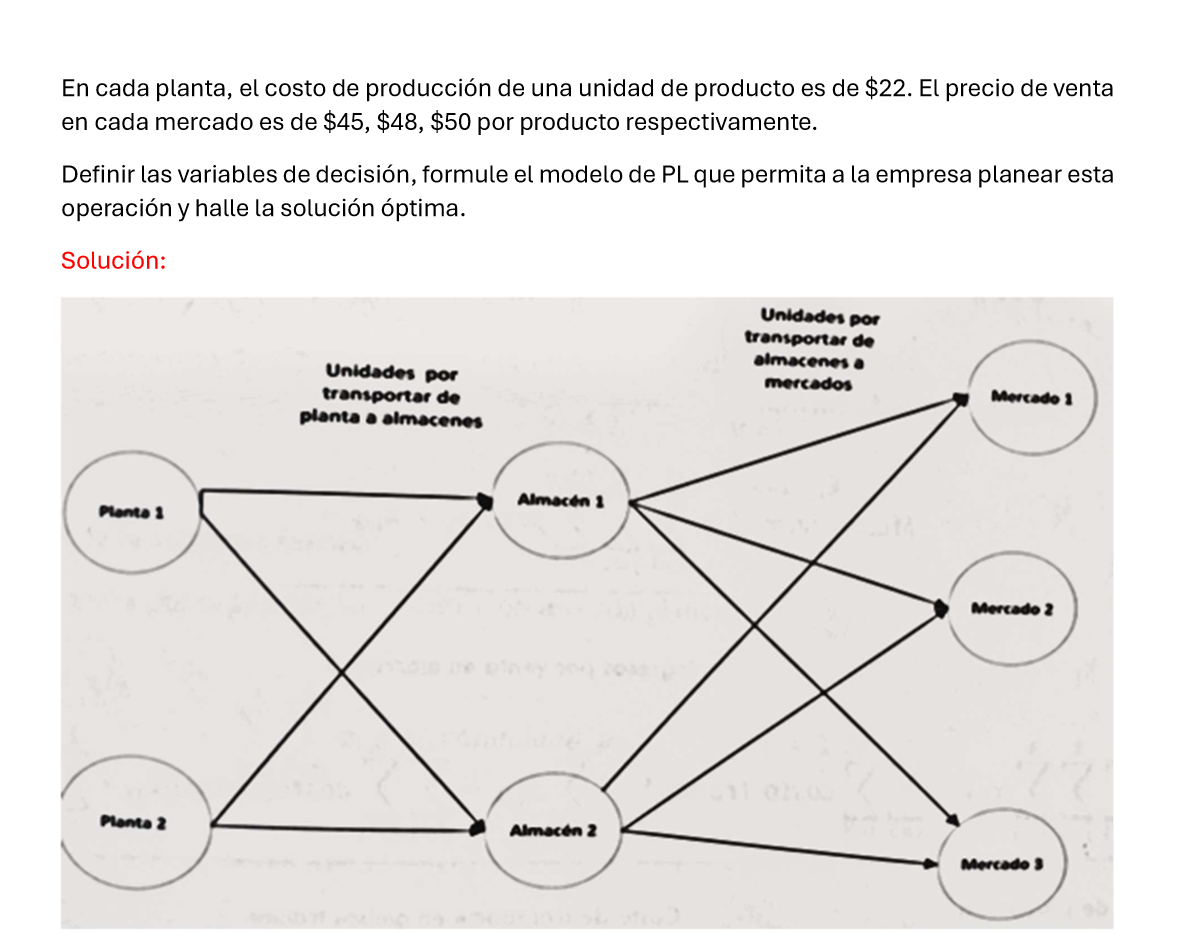 En cada planta, el costo de producción de una unidad de producto es de $22. El precio de venta
en cada mercado es de $45, $48, $50 por producto respectivamente.
Definir las variables de decisión, formule el modelo de PL que permita a la empresa planear esta
operación y halle la solución óptima.
Solución:
Unidades por
transportar de
almacenes a
mercados
Unidades por
transportar de
planta a almacenes
Mercado 1
Planta 1
Almacén 1
Mercado 2
Planta 2
Almacén 2
Mercado 3